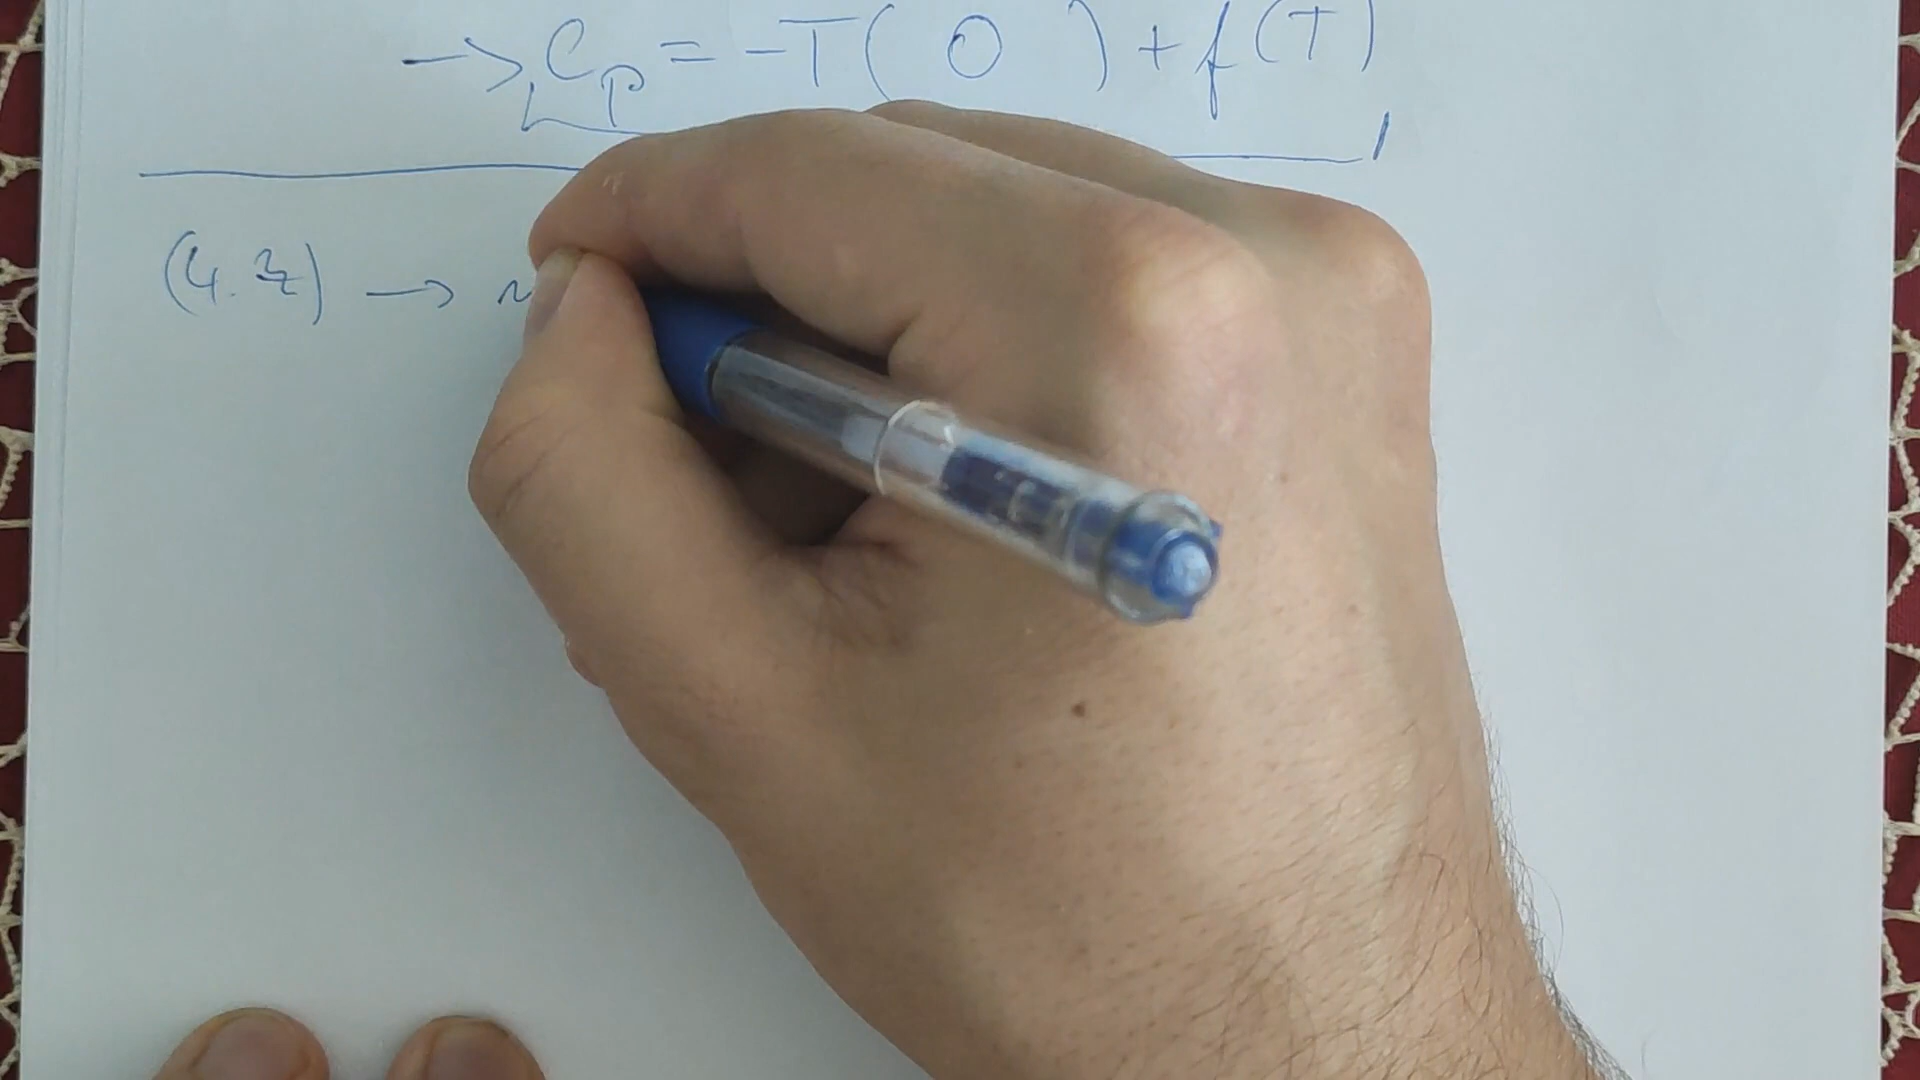 → Cp = -T( 0 ) + f(T)
(4.2) →